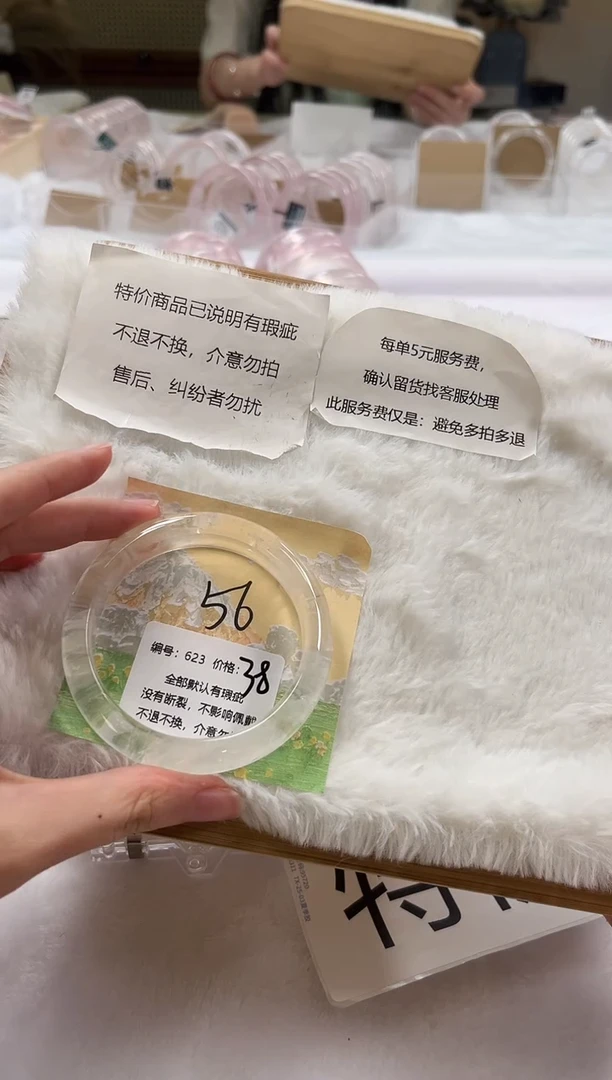 特价商品已说明有瑕疵
不退不换，介意勿拍
售后、纠纷者勿扰
每单5元服务费，
确认留货找客服处理
此服务费仅是：避免多拍多退
56
编号：623 价格：38
全部默认有瑕疵
没有断裂，不影响佩戴
不退不换，介意勿
特